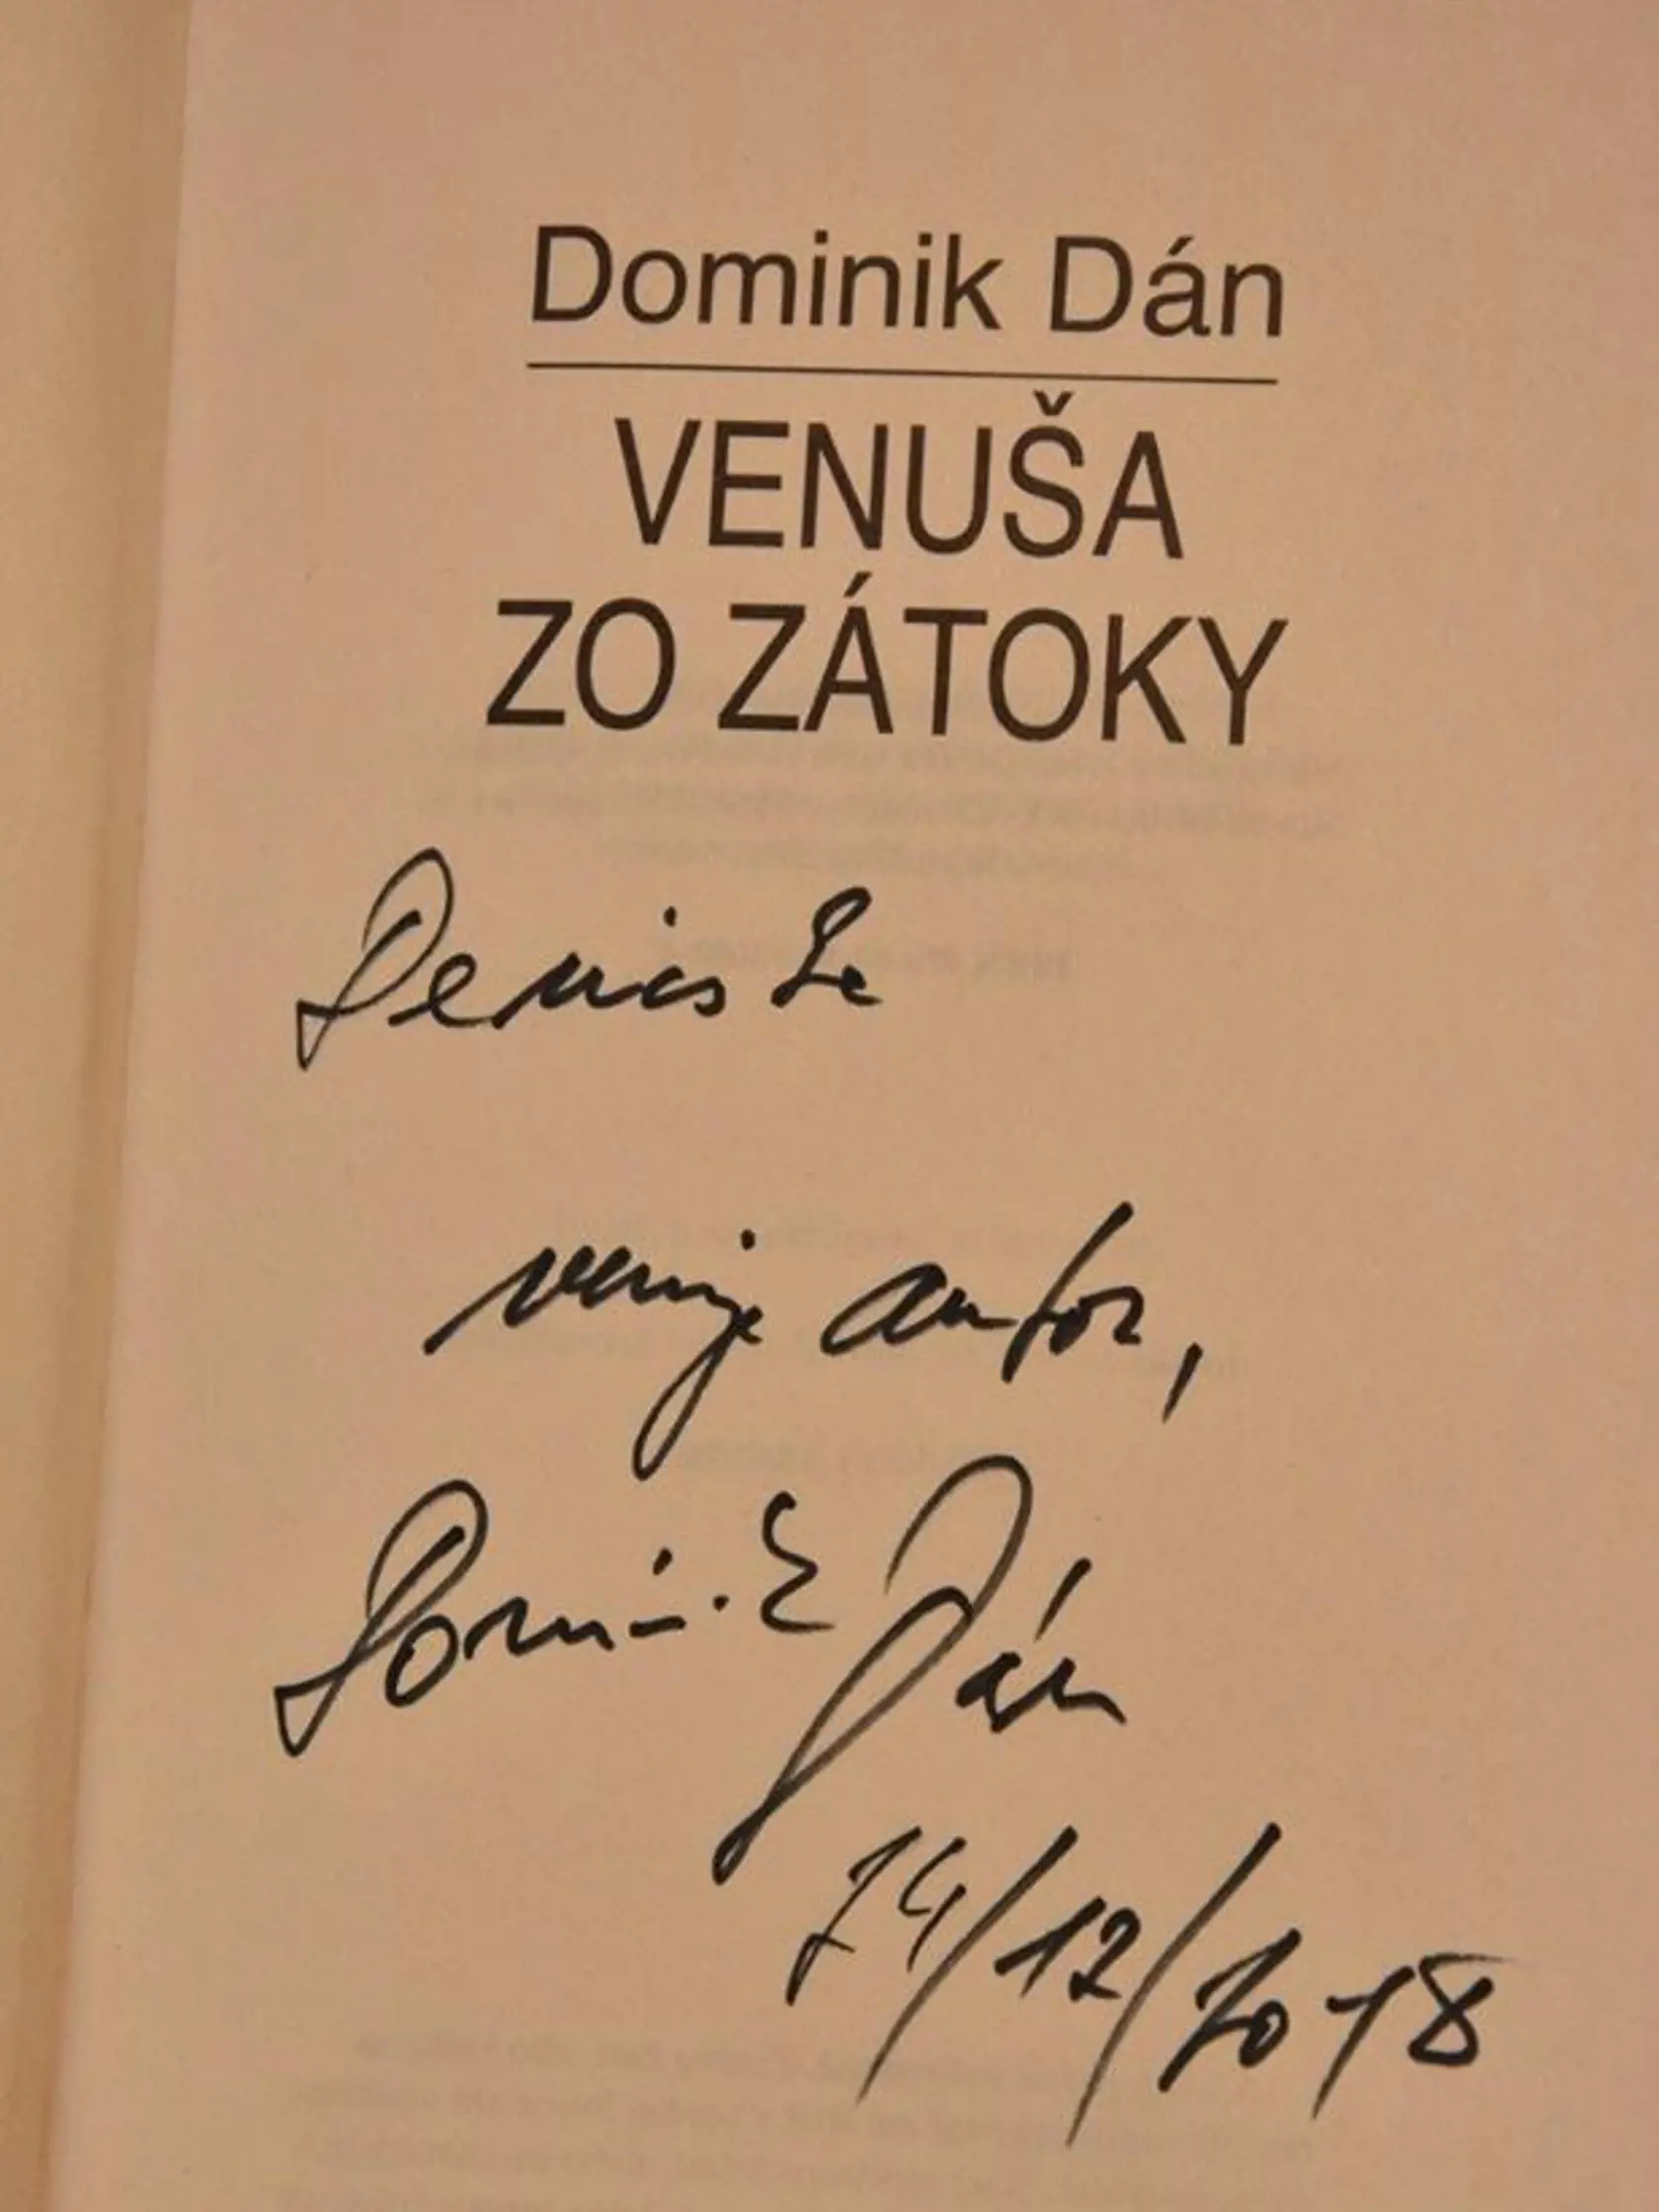 Dominik Dán
VENUŠA
ZO ZÁTOKY
Deniske
venuje autor,
Dominik Dán
14/12/2018